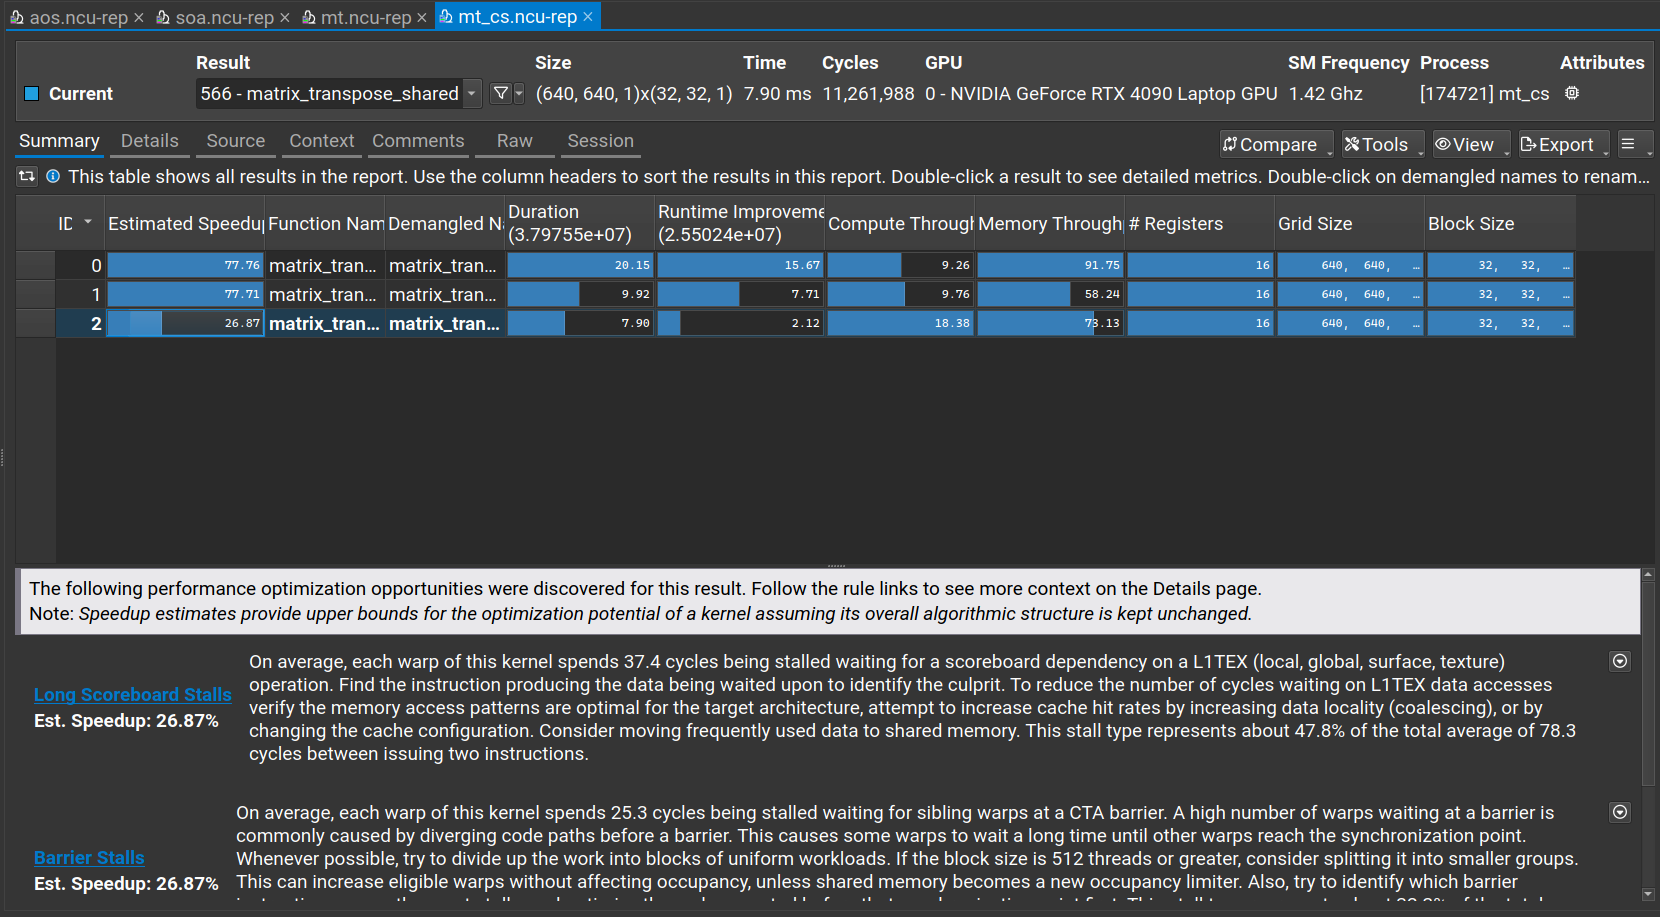 aos.ncu-rep × soa.ncu-rep × mt.ncu-rep × mt_cs.ncu-rep ×
Result Size Time Cycles GPU SM Frequency Process Attributes
Current 566 - matrix_transpose_shared (640, 640, 1)x(32, 32, 1) 7.90 ms 11,261,988 0 - NVIDIA GeForce RTX 4090 Laptop GPU 1.42 Ghz [174721] mt_cs
Summary Details Source Context Comments Raw Session Compare Tools View Export
This table shows all results in the report. Use the column headers to sort the results in this report. Double-click a result to see detailed metrics. Double-click on demangled names to renam...
ID Estimated Speedup Function Nam Demangled N Duration (3.79755e+07) Runtime Improveme (2.55024e+07) Compute Through Memory Through # Registers Grid Size Block Size
0 77.76 matrix_tran... matrix_tran... 20.15 15.67 9.26 91.75 16 640, 640, ... 32, 32, ...
1 77.71 matrix_tran... matrix_tran... 9.92 7.71 9.76 58.24 16 640, 640, ... 32, 32, ...
2 26.87 matrix_tran... matrix_tran... 7.90 2.12 18.38 73.13 16 640, 640, ... 32, 32, ...
The following performance optimization opportunities were discovered for this result. Follow the rule links to see more context on the Details page.
Note: Speedup estimates provide upper bounds for the optimization potential of a kernel assuming its overall algorithmic structure is kept unchanged.
Long Scoreboard Stalls
Est. Speedup: 26.87%
On average, each warp of this kernel spends 37.4 cycles being stalled waiting for a scoreboard dependency on a L1TEX (local, global, surface, texture)
operation. Find the instruction producing the data being waited upon to identify the culprit. To reduce the number of cycles waiting on L1TEX data accesses
verify the memory access patterns are optimal for the target architecture, attempt to increase cache hit rates by increasing data locality (coalescing), or by
changing the cache configuration. Consider moving frequently used data to shared memory. This stall type represents about 47.8% of the total average of 78.3
cycles between issuing two instructions.
Barrier Stalls
Est. Speedup: 26.87%
On average, each warp of this kernel spends 25.3 cycles being stalled waiting for sibling warps at a CTA barrier. A high number of warps waiting at a barrier is
commonly caused by diverging code paths before a barrier. This causes some warps to wait a long time until other warps reach the synchronization point.
Whenever possible, try to divide up the work into blocks of uniform workloads. If the block size is 512 threads or greater, consider splitting it into smaller groups.
This can increase eligible warps without affecting occupancy, unless shared memory becomes a new occupancy limiter. Also, try to identify which barrier